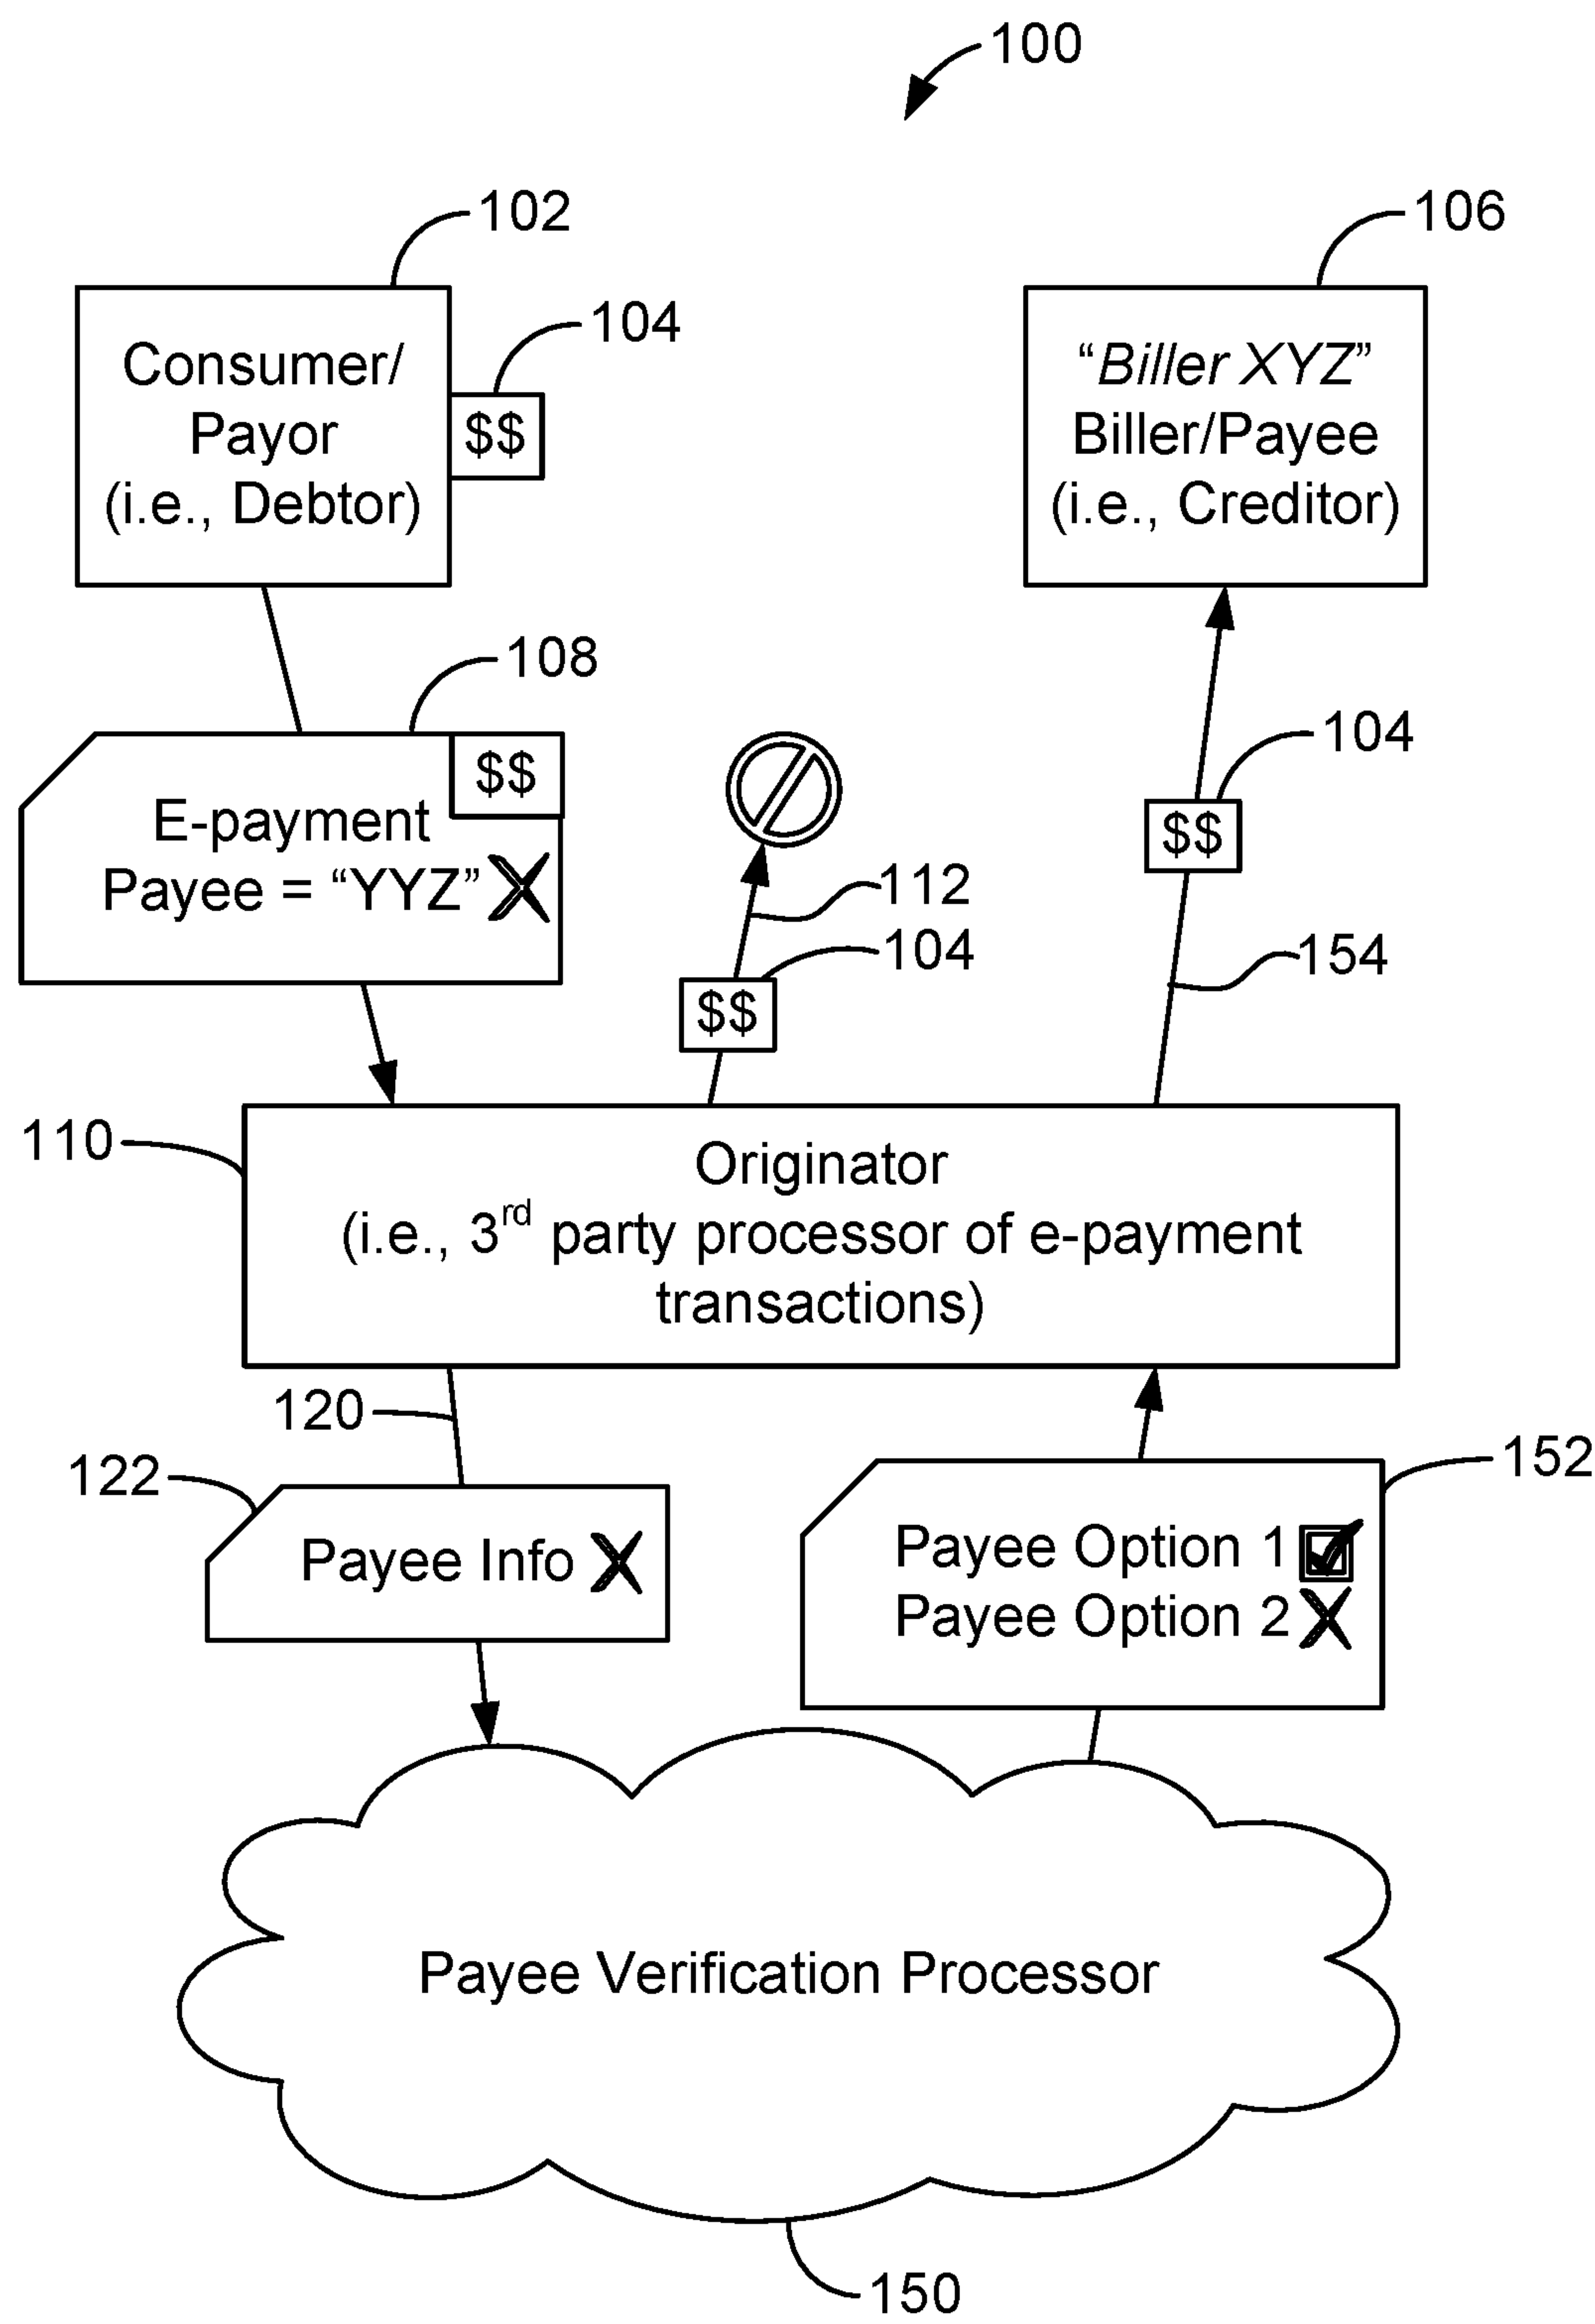 100
102
106
104
Consumer/
Payor
(i.e., Debtor)
$$
“Biller XYZ”
Biller/Payee
(i.e., Creditor)
108
104
$$
E-payment
Payee = “YYZ”
$$
112
104
154
$$
110
Originator
(i.e., 3rd party processor of e-payment
transactions)
120
122
152
Payee Info
Payee Option 1
Payee Option 2
Payee Verification Processor
150